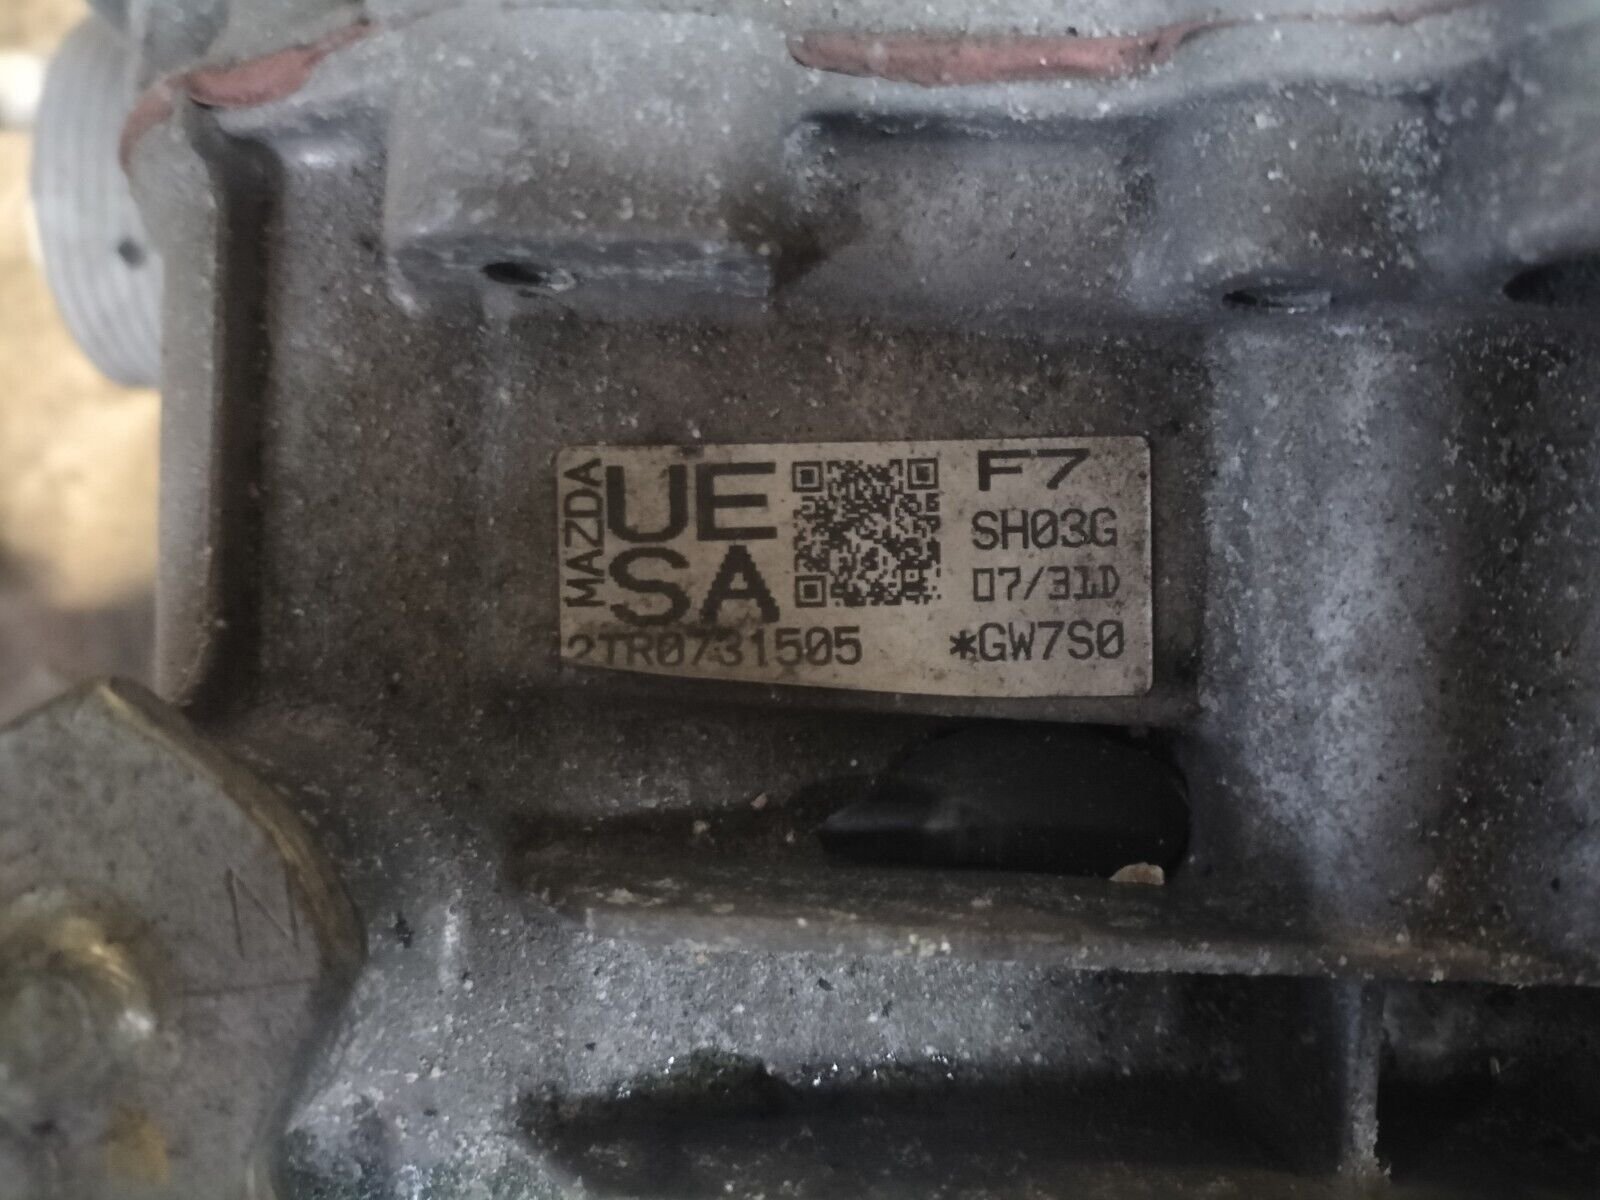 MAZDA
UE
SA
F7
SH03G
07/31D
2TR0731505 *GW7S0
N